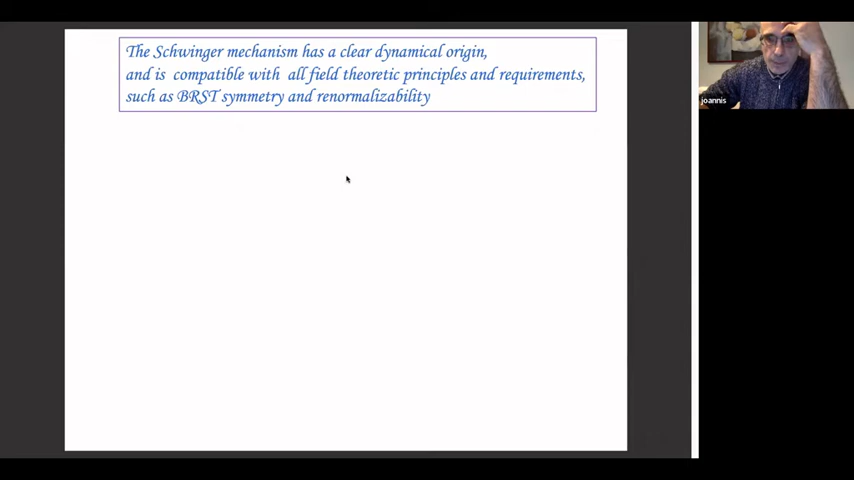 The Schwinger mechanism has a clear dynamical origin,
and is compatible with all field theoretic principles and requirements,
such as BRST symmetry and renormalizability
joannis